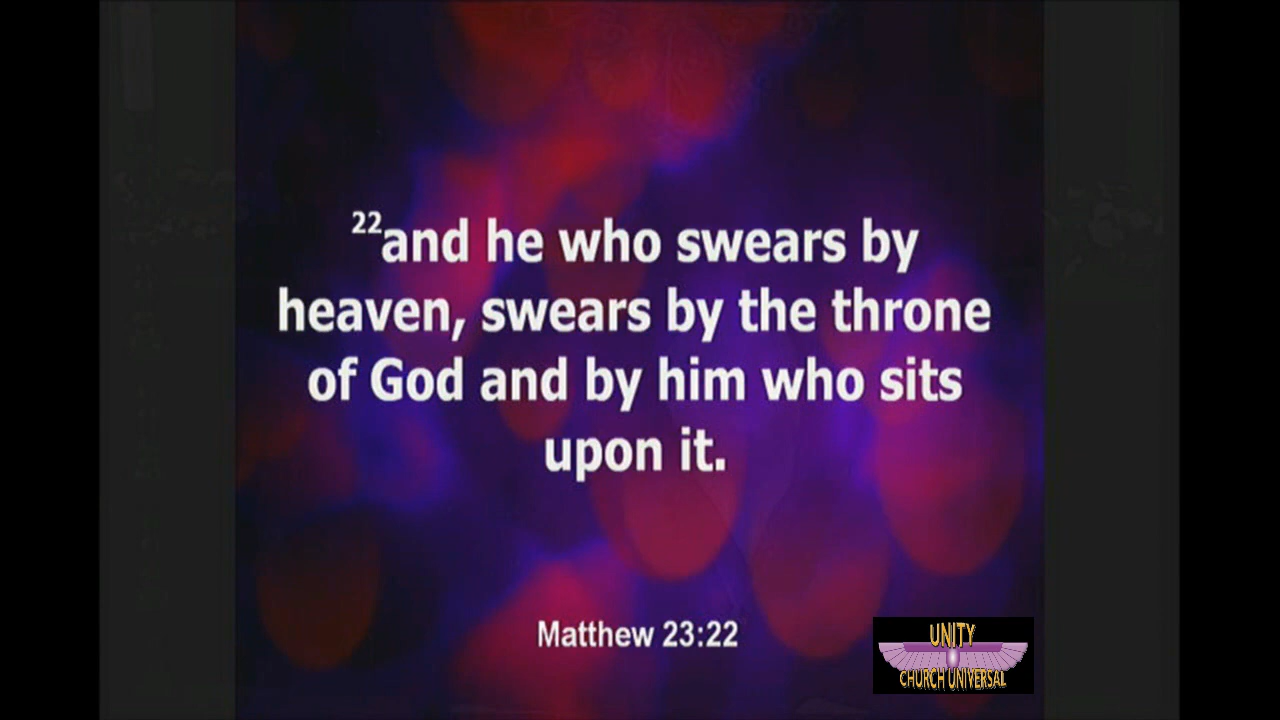 22and he who swears by
heaven, swears by the throne
of God and by him who sits
upon it.
Matthew 23:22
UNITY
CHURCH UNIVERSAL